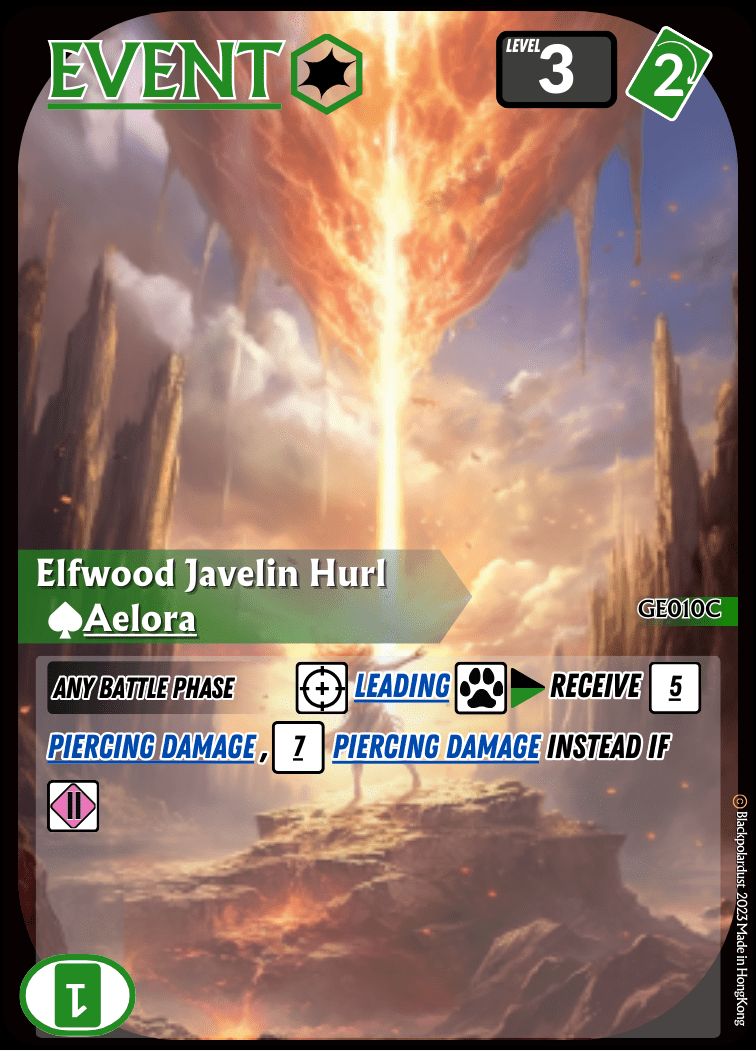 EVENT
LEVEL 3
2
Elfwood Javelin Hurl
Aelora
GE010C
ANY BATTLE PHASE LEADING RECEIVE 5
PIERCING DAMAGE, 7 PIERCING DAMAGE INSTEAD IF
II
1
© Blackpolardust 2023 Made in HongKong